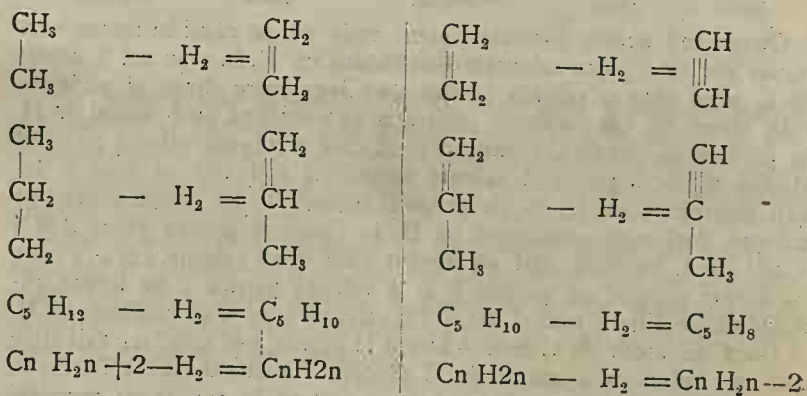 CH₃ CH₂ CH₂ CH
— H₂ = — H₂ =
CH₃ CH₂ CH₂ CH
CH₃ CH₂ CH₂ CH
CH₂ — H₂ = CH CH — H₂ = C -
CH₂ CH₃ CH₃ CH₃
C₅ H₁₂ — H₂ = C₅ H₁₀ C₅ H₁₀ — H₂ = C₅ H₈
Cn H₂n +2—H₂ = CnH2n Cn H2n — H₂ = Cn H₂n—2